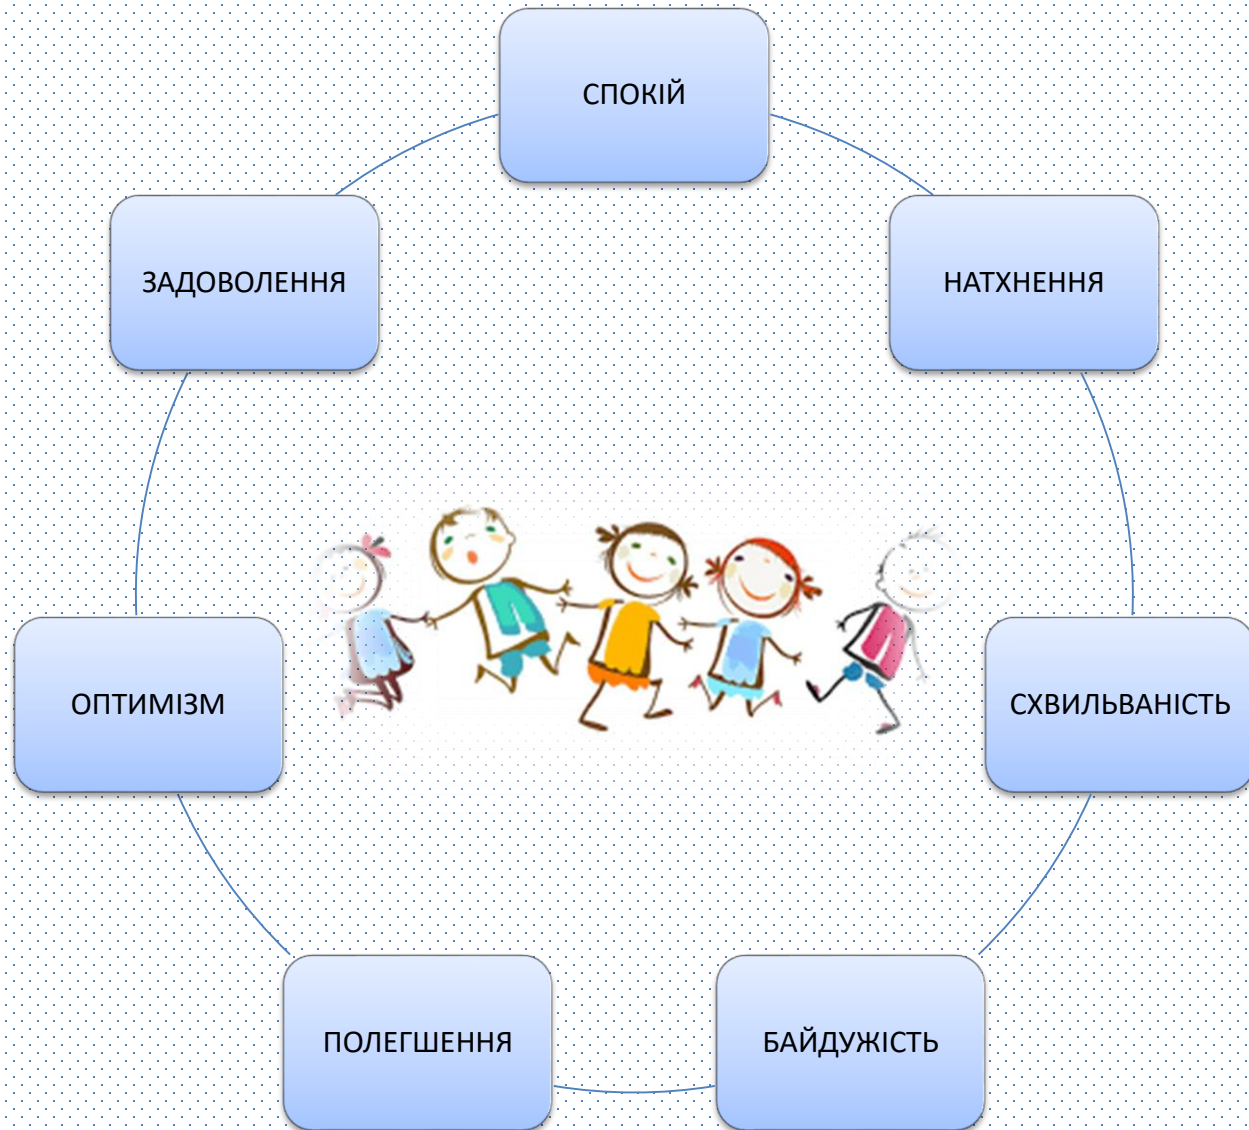 СПОКІЙ
ЗАДОВОЛЕННЯ
НАТХНЕННЯ
ОПТИМІЗМ
СХВИЛЬВАНІСТЬ
ПОЛЕГШЕННЯ
БАЙДУЖІСТЬ